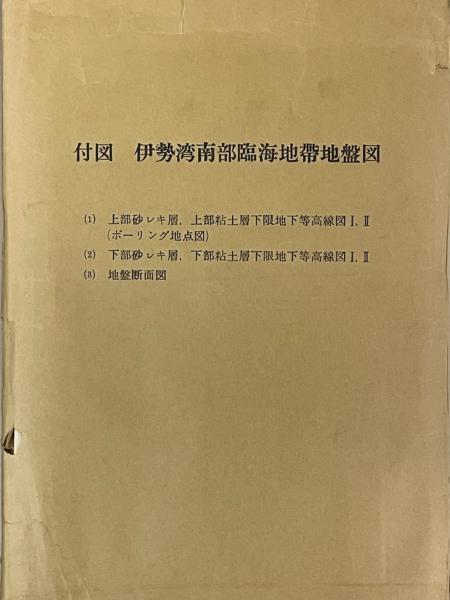 付図　伊勢湾南部臨海地帶地盤図
(1) 上部砂レキ層、上部粘土層下限地下等高線図Ⅰ, Ⅱ
(ボーリング地点図)
(2) 下部砂レキ層、下部粘土層下限地下等高線図Ⅰ, Ⅱ
(3) 地盤断面図